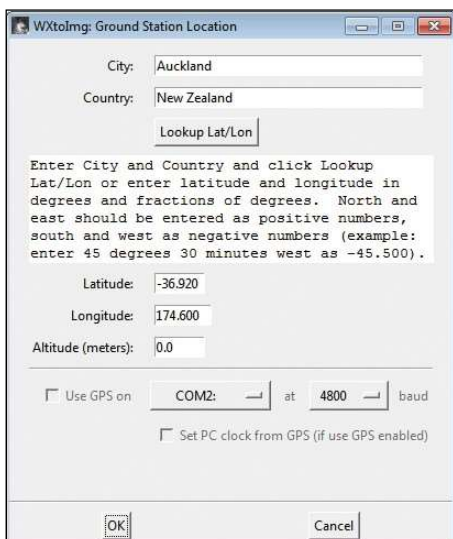 WXtoImg: Ground Station Location
City: Auckland
Country: New Zealand
Lookup Lat/Lon
Enter City and Country and click Lookup
Lat/Lon or enter latitude and longitude in
degrees and fractions of degrees. North and
east should be entered as positive numbers,
south and west as negative numbers (example:
enter 45 degrees 30 minutes west as -45.500).
Latitude: -36.920
Longitude: 174.600
Altitude (meters): 0.0
Use GPS on COM2: at 4800 baud
Set PC clock from GPS (if use GPS enabled)
OK Cancel